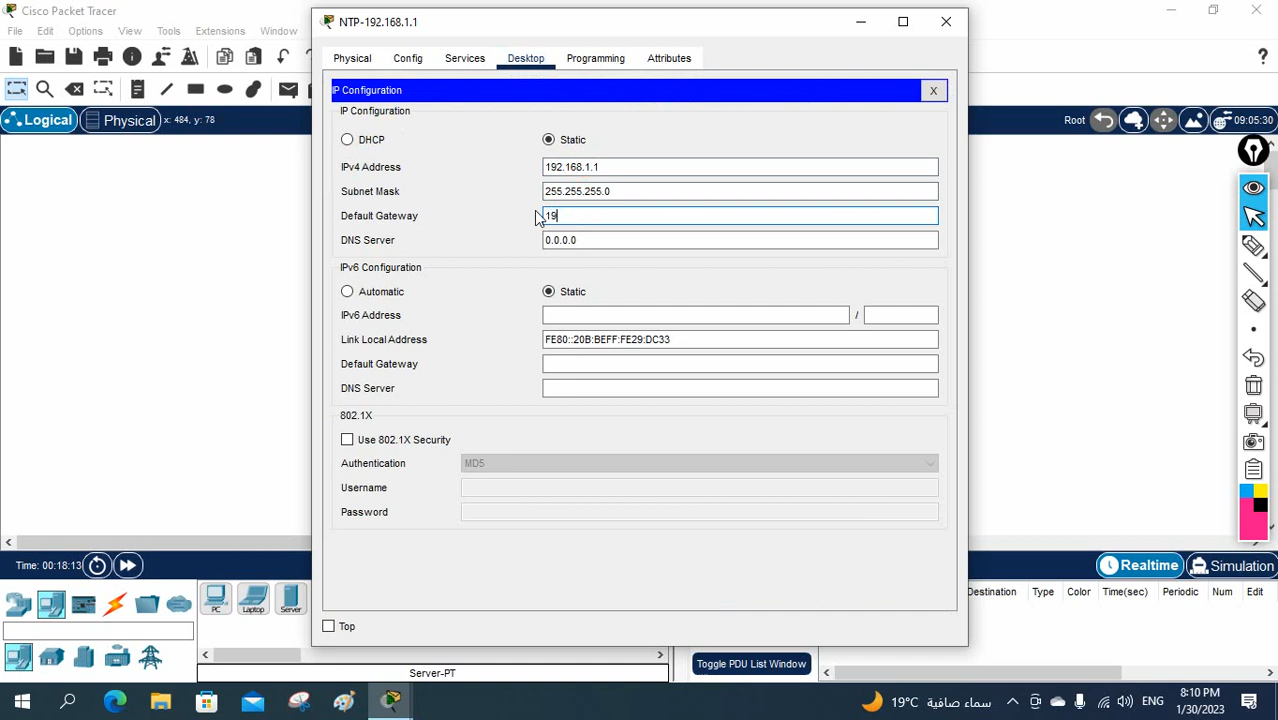 Cisco Packet Tracer
NTP-192.168.1.1
File Edit Options View Tools Extensions Window
Physical Config Services Desktop Programming Attributes
IP Configuration
X
Logical Physical x: 484, y: 78
Root 09:05:30
IP Configuration
DHCP Static
IPv4 Address 192.168.1.1
Subnet Mask 255.255.255.0
Default Gateway 19
DNS Server 0.0.0.0
IPv6 Configuration
Automatic Static
IPv6 Address /
Link Local Address FE80::20B:BEFF:FE29:DC33
Default Gateway
DNS Server
802.1X
Use 802.1X Security
Authentication MD5
Username
Password
Top
Time: 00:18:13
Realtime Simulation
PC Laptop Server
Destination Type Color Time(sec) Periodic Num Edit
Server-PT
Toggle PDU List Window
19°C سماء صافية
ENG
8:10 PM
1/30/2023